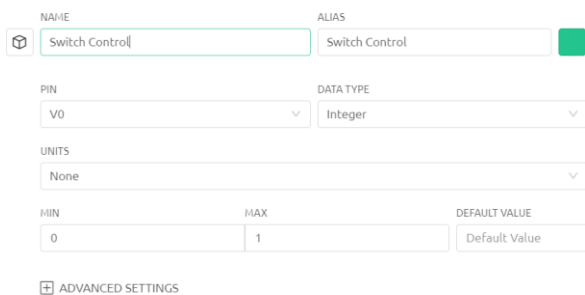 NAME ALIAS
Switch Control Switch Control
PIN DATA TYPE
V0 Integer
UNITS
None
MIN MAX DEFAULT VALUE
0 1 Default Value
ADVANCED SETTINGS